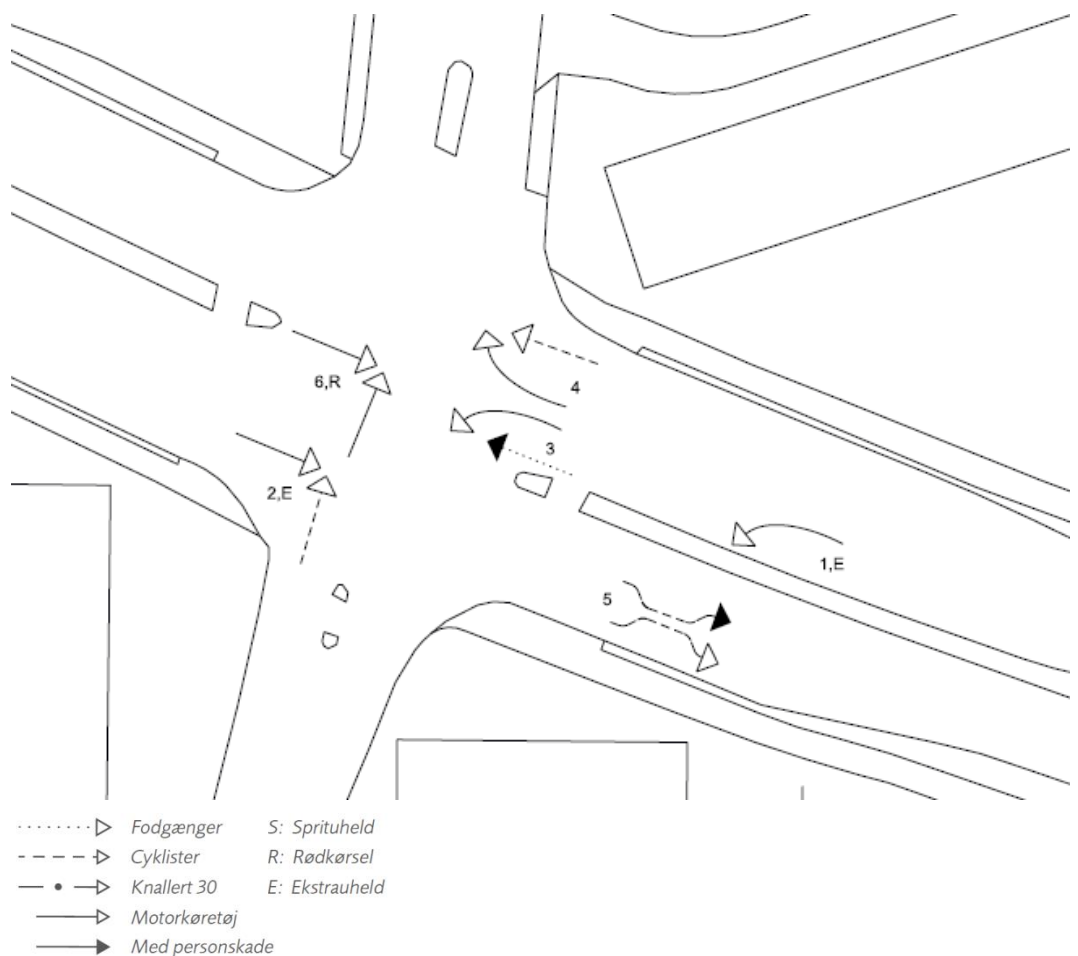 4
6,R
3
2,E
1,E
5
Fodgænger S: Sprituheld
Cyklister R: Rødkørsel
Knallert 30 E: Ekstrauheld
Motorkøretøj
Med personskade